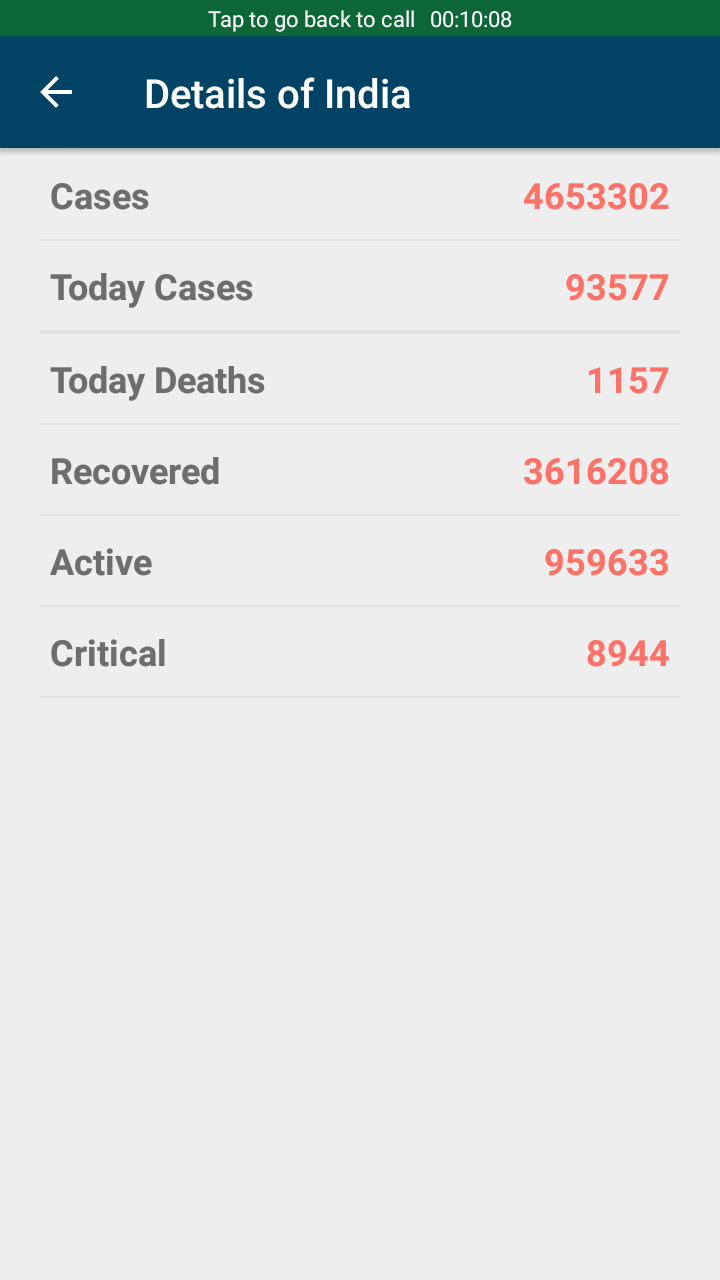 Tap to go back to call 00:10:08
Details of India
Cases 4653302
Today Cases 93577
Today Deaths 1157
Recovered 3616208
Active 959633
Critical 8944